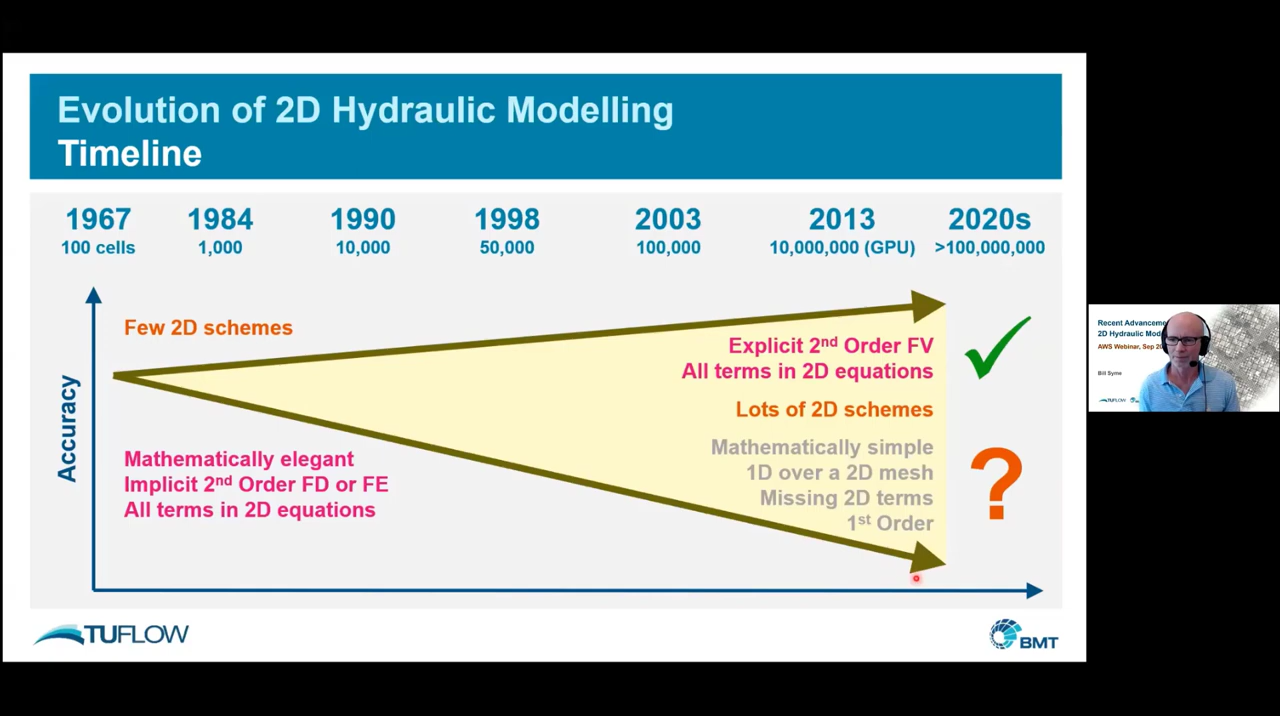 Evolution of 2D Hydraulic Modelling
Timeline
1967 1984 1990 1998 2003 2013 2020s
100 cells 1,000 10,000 50,000 100,000 10,000,000 (GPU) >100,000,000
Accuracy
Few 2D schemes
Mathematically elegant
Implicit 2nd Order FD or FE
All terms in 2D equations
Explicit 2nd Order FV
All terms in 2D equations
Lots of 2D schemes
Mathematically simple
1D over a 2D mesh
Missing 2D terms
1st Order
?
TUFLOW
BMT
Recent
2D Hydraulic
AWS Webinar, Sep
Bill Syme
TUFLOW